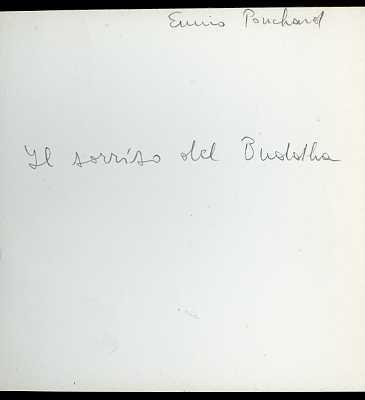 Ennio Pouchard
Il sorriso del Buddha